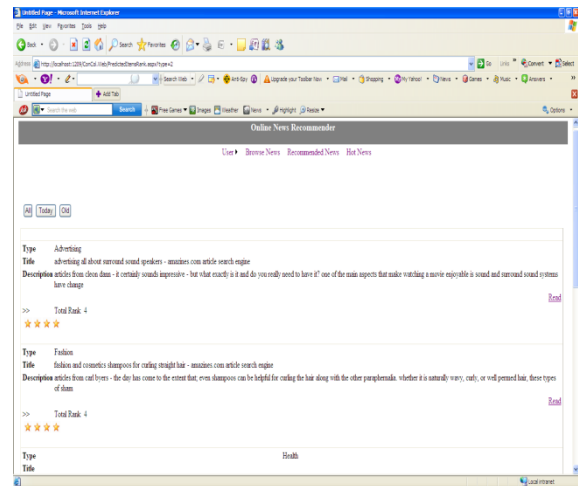 Untitled Page - Microsoft Internet Explorer
File Edit View Favorites Tools Help
Back Search Favorites
Address http://localhost:1289/ConCol.Web/PredictedItemsRank.aspx?type=2 Go Links Convert Select
Search Web Anti-Spy Upgrade your Toolbar Now Mail Shopping My Yahoo! News Games Music Answers
Untitled Page Add Tab
Search the web Search Free Games Images Weather News Highlight Resize Options
Online News Recommender
User Browse News Recommended News Hot News
All Today Old
Type Advertising
Title advertising all about surround sound speakers - amazines com article search engine
Description articles from cleon dann - it certainly sounds impressive - but what exactly is it and do you really need to have it? one of the main aspects that make watching a movie enjoyable is sound and surround sound systems
have change
Read
>> Total Rank 4
Type Fashion
Title fashion and cosmetics shampoos for curling straight hair - amazines com article search engine
Description articles from carl byers - the day has come to the extent that, even shampoos can be helpful for curling the hair along with the other paraphernalia. whether it is naturally wavy, curly, or well permed hair, these types
of sham
Read
>> Total Rank 4
Type Health
Title
Local intranet